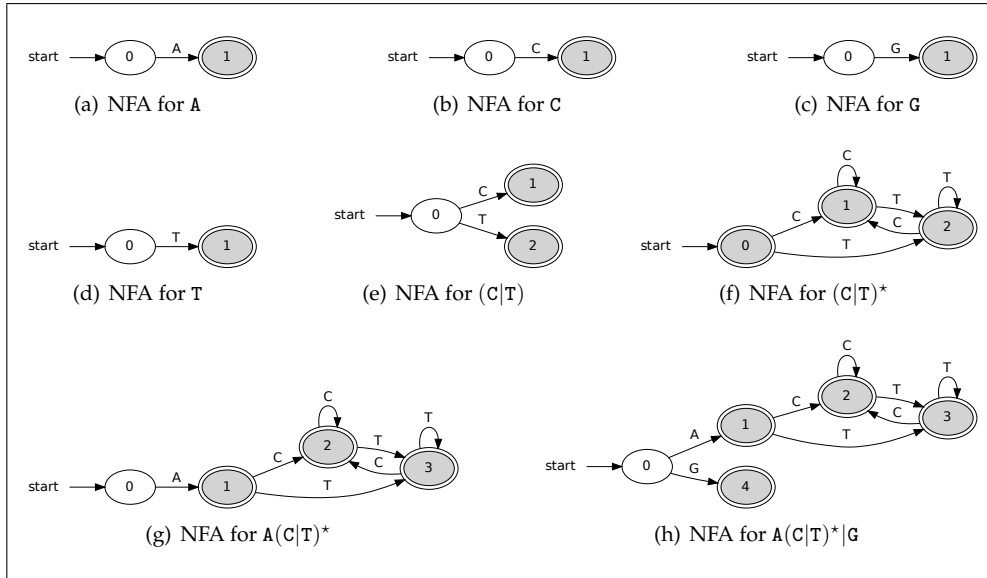 start 0 A 1
start 0 C 1
start 0 G 1
(a) NFA for A
(b) NFA for C
(c) NFA for G
start 0 T 1
(d) NFA for T
start 0 C 1 T 2
(e) NFA for (C|T)
start 0 C T 1 C T C 2 T
(f) NFA for (C|T)⋆
start 0 A 1 C T 2 C T C 3 T
(g) NFA for A(C|T)⋆
start 0 A G 1 4 C T 2 C T C 3 T
(h) NFA for A(C|T)⋆|G